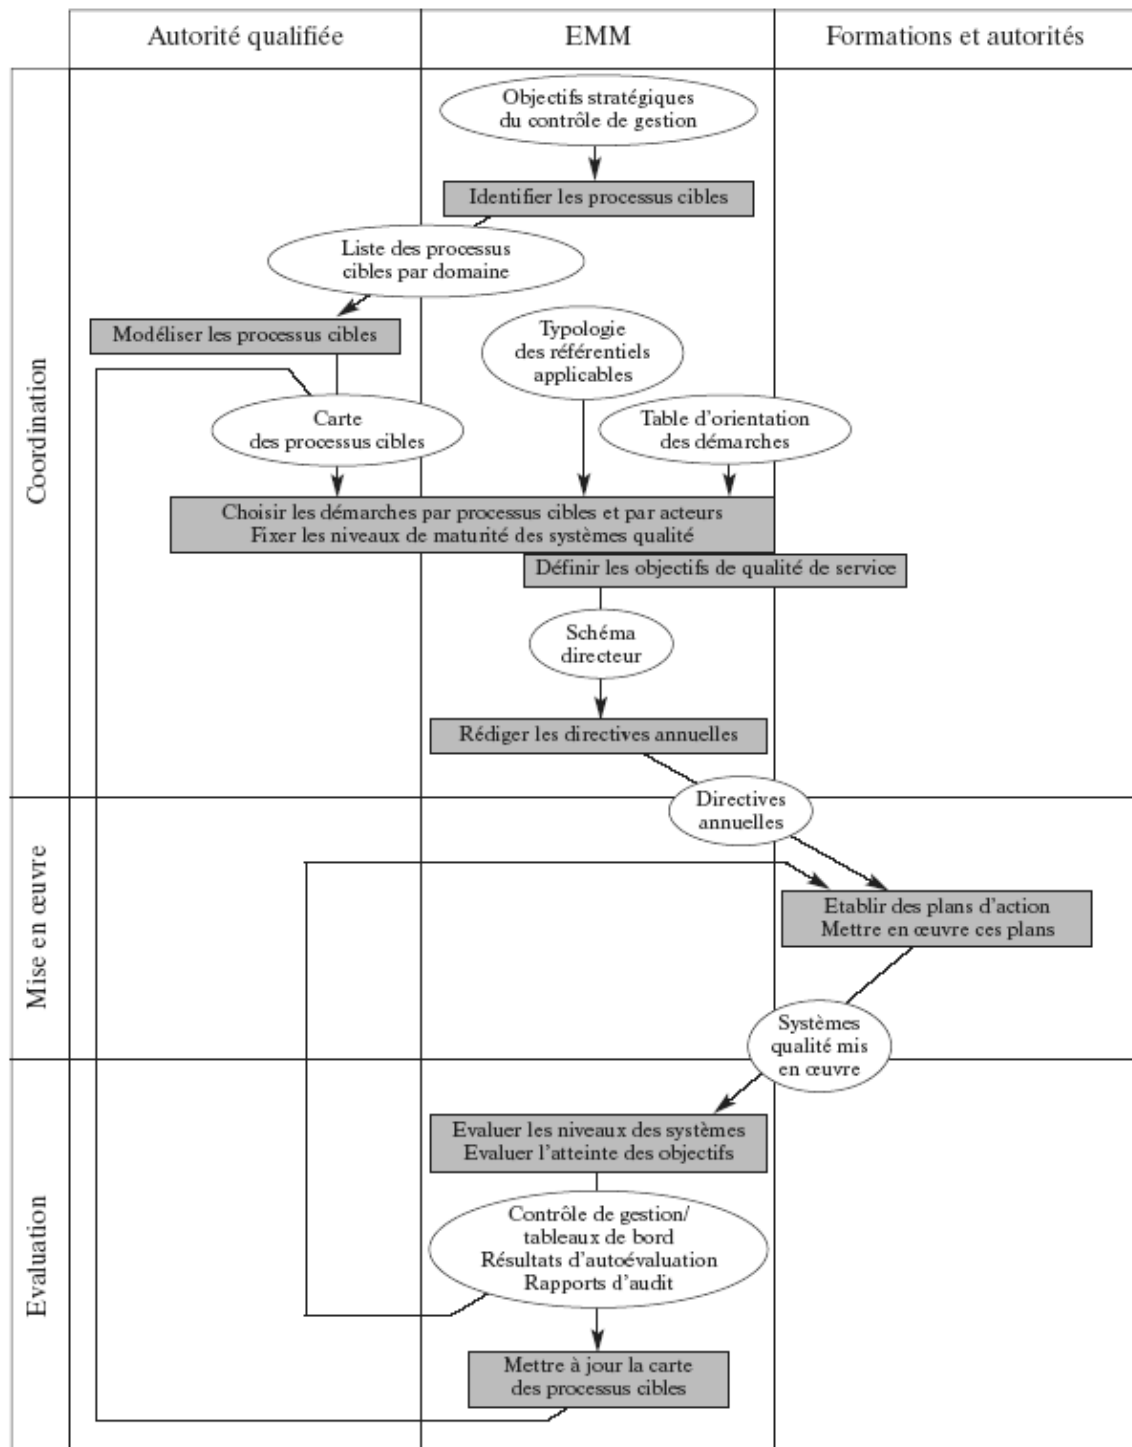 Autorité qualifiée
EMM
Formations et autorités
Coordination
Objectifs stratégiques
du contrôle de gestion
Identifier les processus cibles
Liste des processus
cibles par domaine
Modéliser les processus cibles
Typologie
des référentiels
applicables
Carte
des processus cibles
Table d'orientation
des démarches
Choisir les démarches par processus cibles et par acteurs
Fixer les niveaux de maturité des systèmes qualité
Définir les objectifs de qualité de service
Schéma
directeur
Rédiger les directives annuelles
Directives
annuelles
Mise en œuvre
Etablir des plans d'action
Mettre en œuvre ces plans
Systèmes
qualité mis
en œuvre
Evaluation
Evaluer les niveaux des systèmes
Evaluer l'atteinte des objectifs
Contrôle de gestion/
tableaux de bord
Résultats d'autoévaluation
Rapports d'audit
Mettre à jour la carte
des processus cibles